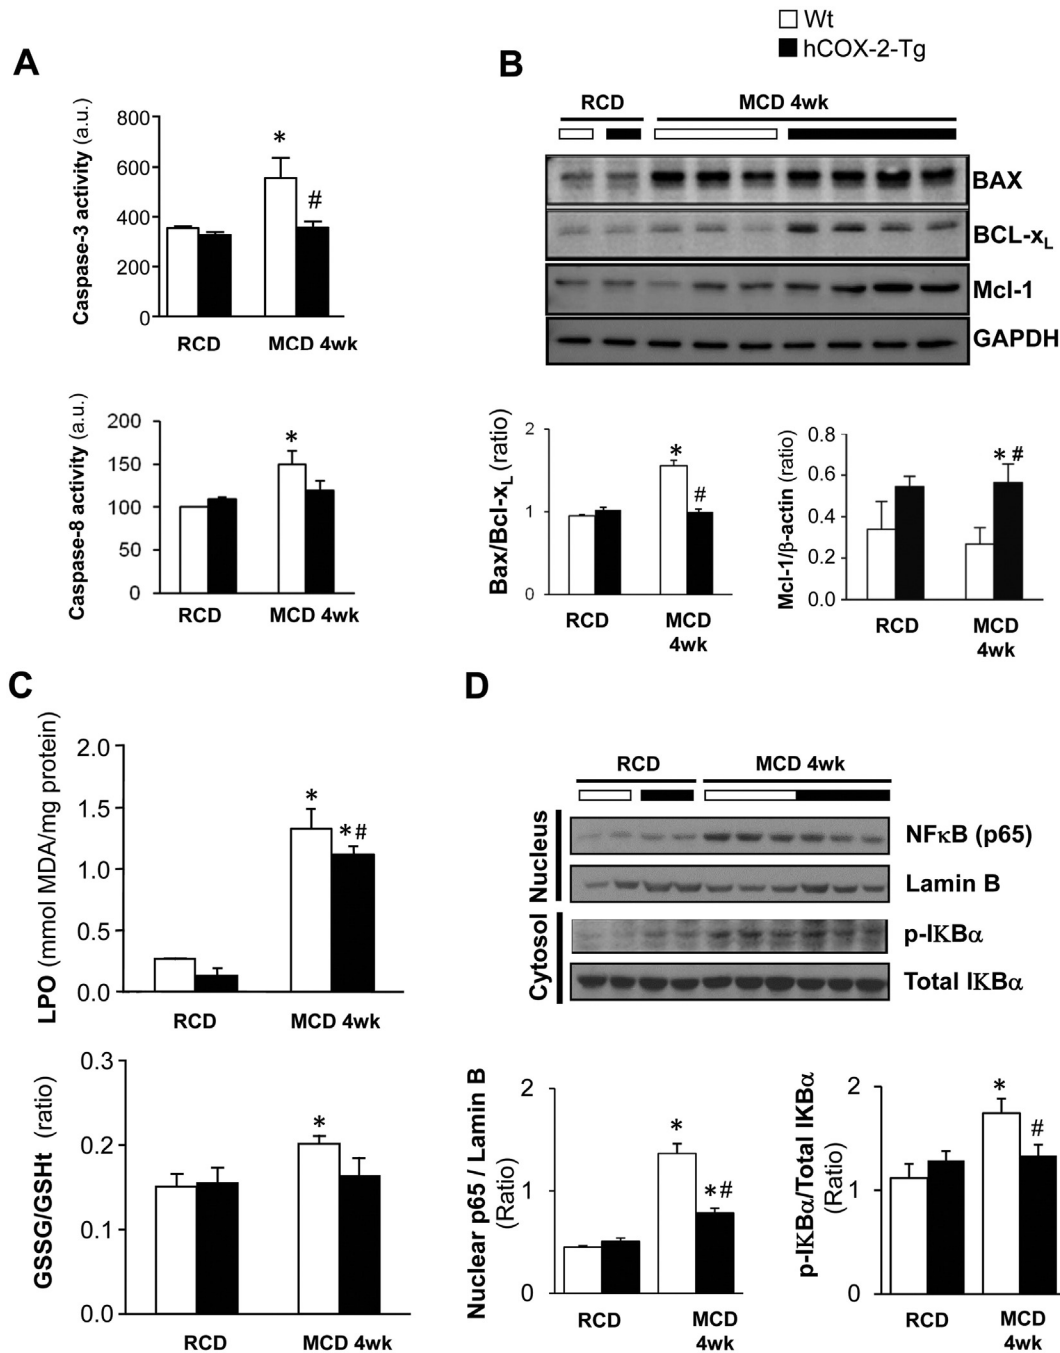 Wt
hCOX-2-Tg
A
Caspase-3 activity (a.u.)
800
600
400
200
0
*
#
RCD
MCD 4wk
Caspase-8 activity (a.u.)
200
150
100
50
0
*
RCD
MCD 4wk
B
RCD
MCD 4wk
BAX
BCL-xL
Mcl-1
GAPDH
Bax/Bcl-xL (ratio)
2
1
0
*
#
RCD
MCD
4wk
Mcl-1/β-actin (ratio)
0.8
0.6
0.4
0.2
0.0
* #
RCD
MCD
4wk
C
LPO (mmol MDA/mg protein)
2.0
1.5
1.0
0.5
0.0
*
*#
RCD
MCD 4wk
GSSG/GSHt (ratio)
0.3
0.2
0.1
0.0
*
RCD
MCD 4wk
D
RCD
MCD 4wk
Nucleus
NFκB (p65)
Lamin B
Cytosol
p-IKBα
Total IKBα
Nuclear p65 / Lamin B
(Ratio)
2
1
0
*
*#
RCD
MCD
4wk
p-IKBα/Total IKBα
(Ratio)
2
1
0
*
#
RCD
MCD
4wk